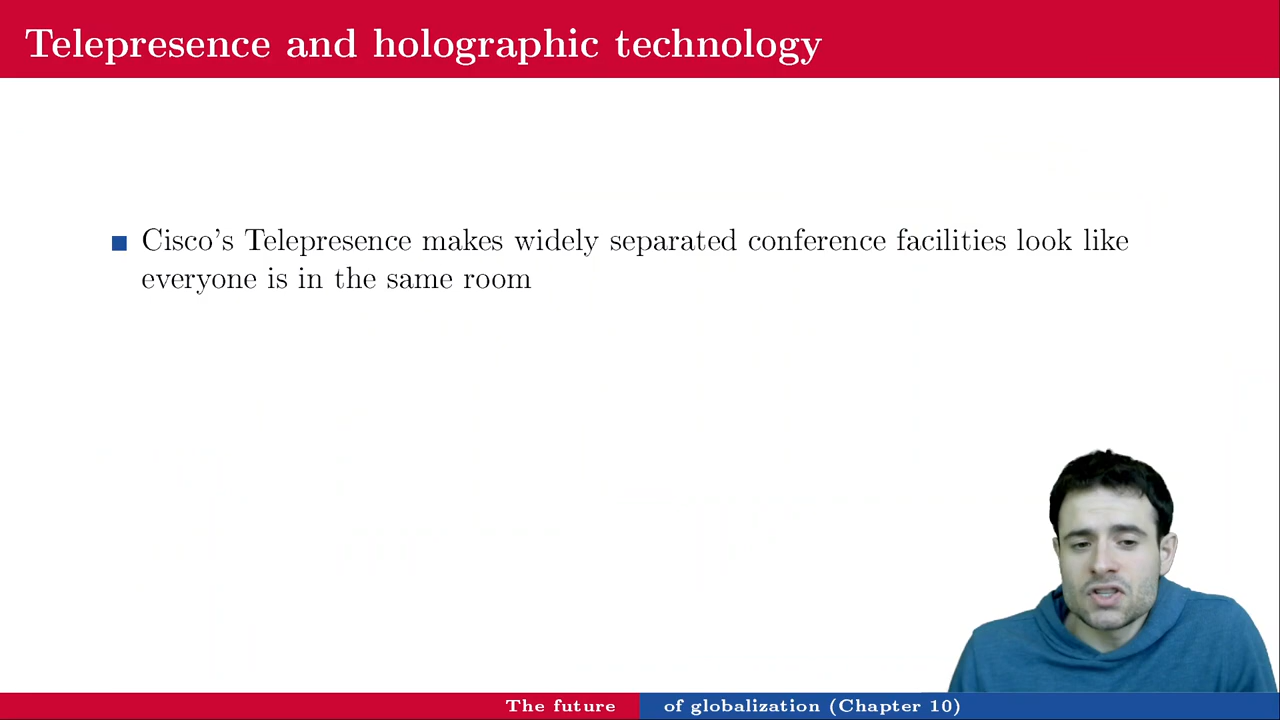 Telepresence and holographic technology
Cisco's Telepresence makes widely separated conference facilities look like
everyone is in the same room
The future of globalization (Chapter 10)